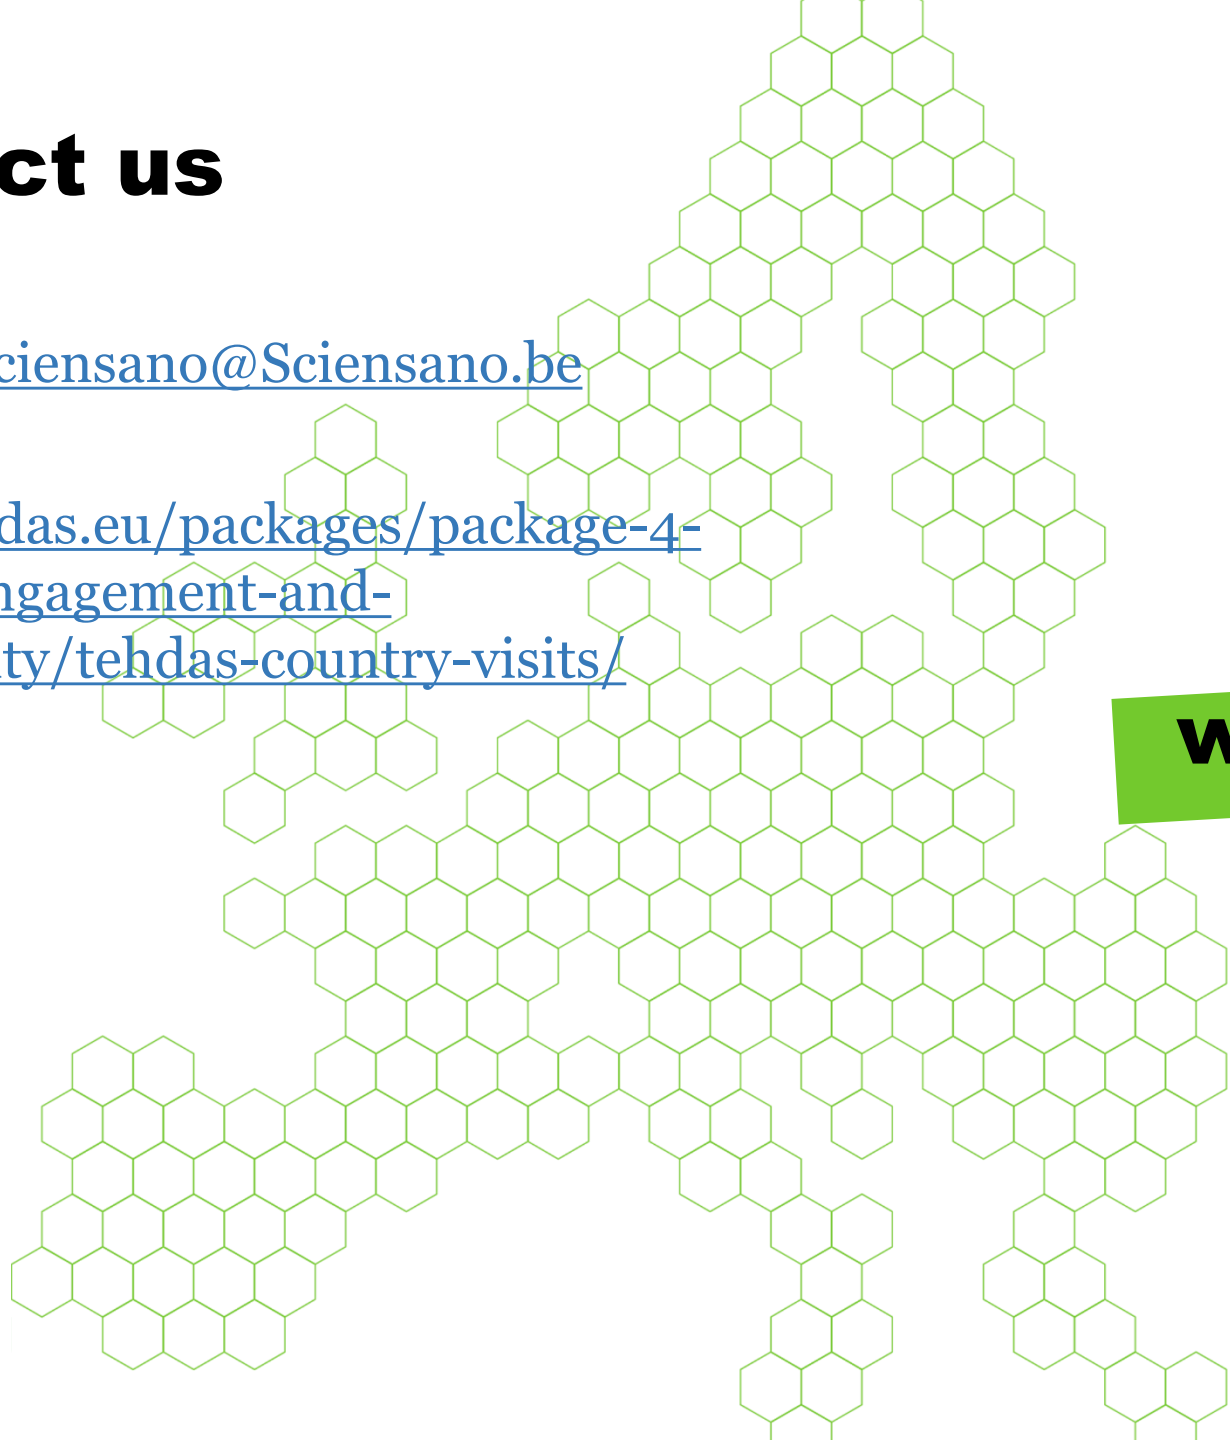 ct us
ciensano@Sciensano.be
das.eu/packages/package-4-
ngagement-and-
ty/tehdas-country-visits/
w